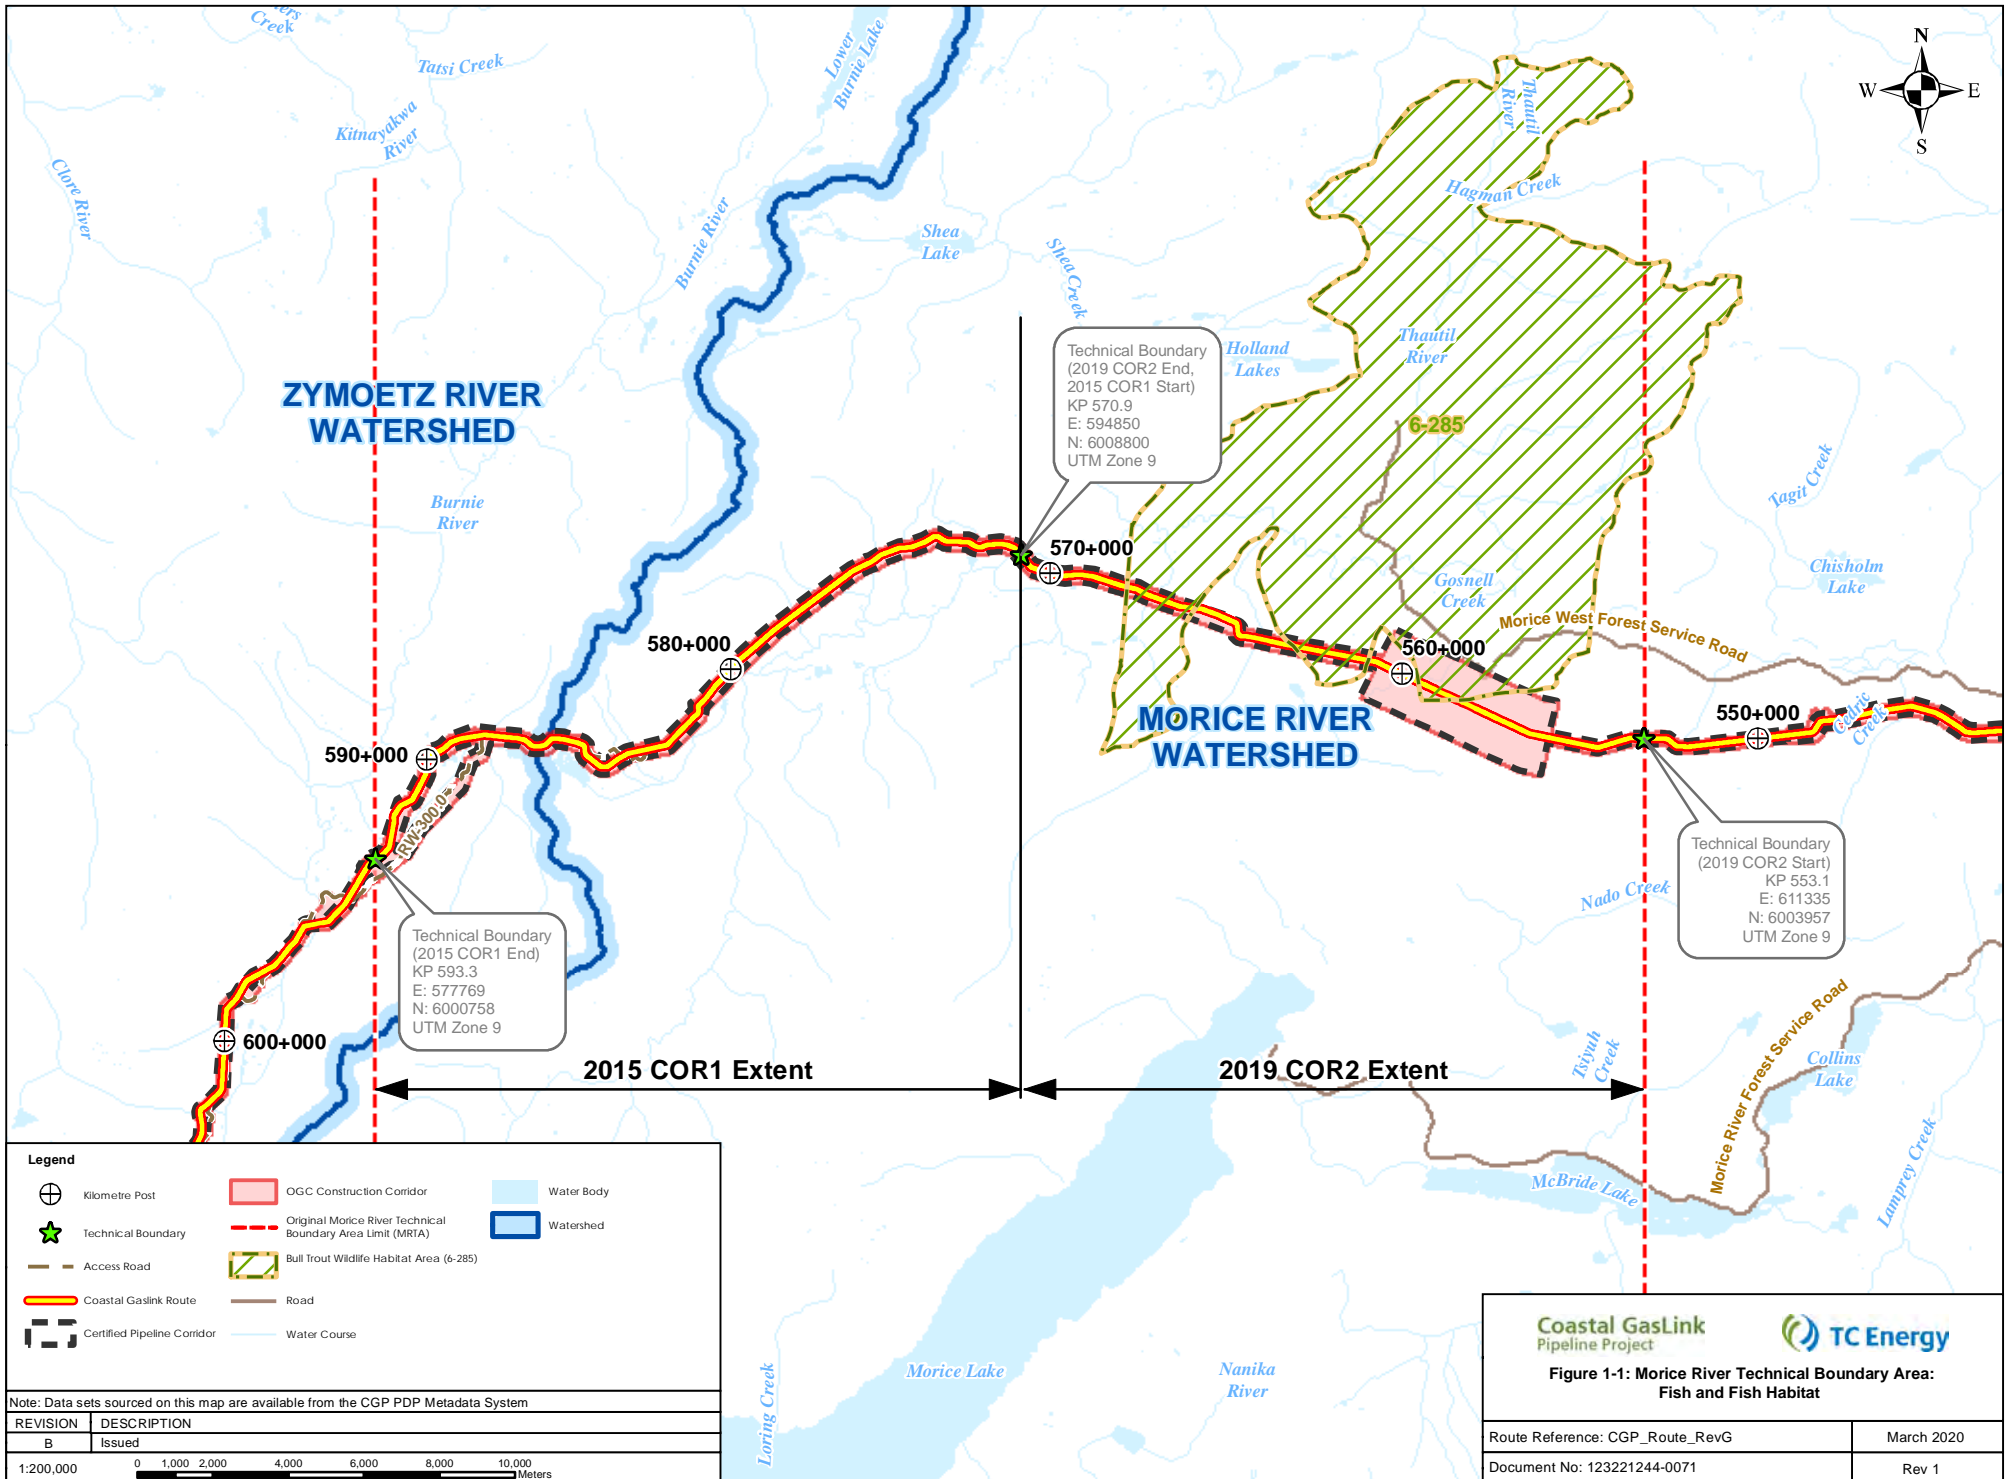 Creek
Tatsi Creek
Kitnayakwa
River
Clore River
Lower
Burnie Lake
Burnie River
Shea
Lake
Shea Creek
Thautil
River
Hagman Creek
N
W
E
S
ZYMOETZ RIVER
WATERSHED
Burnie
River
Technical Boundary
(2019 COR2 End,
2015 COR1 Start)
KP 570.9
E: 594850
N: 6008800
UTM Zone 9
Holland
Lakes
Thautil
River
6-285
Tagit Creek
Chisholm
Lake
570+000
Gosnell
Creek
Morice West Forest Service Road
580+000
560+000
590+000
RW-300.0
MORICE RIVER
WATERSHED
550+000
Cedric
Creek
Technical Boundary
(2019 COR2 Start)
KP 553.1
E: 611335
N: 6003957
UTM Zone 9
Nado Creek
Technical Boundary
(2015 COR1 End)
KP 593.3
E: 577769
N: 6000758
UTM Zone 9
600+000
2015 COR1 Extent
2019 COR2 Extent
Tsiyuh
Creek
Morice River Forest Service Road
Collins
Lake
McBride Lake
Lamprey Creek
Loring Creek
Morice Lake
Nanika
River
Legend
Kilometre Post
Technical Boundary
Access Road
Coastal Gaslink Route
Certified Pipeline Corridor
OGC Construction Corridor
Original Morice River Technical
Boundary Area Limit (MRTA)
Bull Trout Wildlife Habitat Area (6-285)
Road
Water Course
Water Body
Watershed
Note: Data sets sourced on this map are available from the CGP PDP Metadata System
REVISION DESCRIPTION
B Issued
1:200,000
0 1,000 2,000 4,000 6,000 8,000 10,000
Meters
Coastal GasLink
Pipeline Project
TC Energy
Figure 1-1: Morice River Technical Boundary Area:
Fish and Fish Habitat
Route Reference: CGP_Route_RevG
March 2020
Document No: 123221244-0071
Rev 1